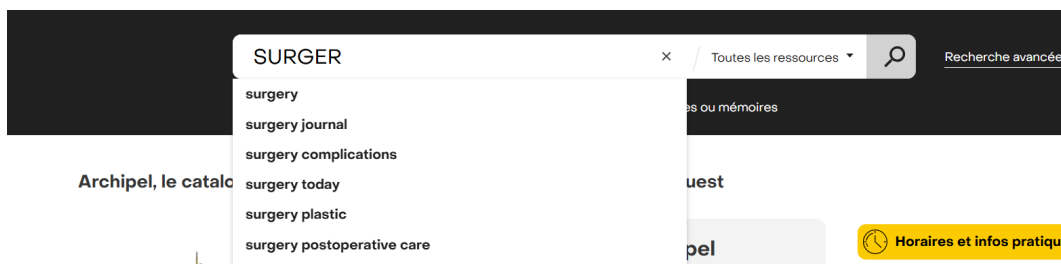 SURGER × Toutes les ressources Recherche avancée
surgery
es ou mémoires
surgery journal
surgery complications
Archipel, le catalo uest
surgery today
surgery plastic
surgery postoperative care
pel
Horaires et infos pratiqu